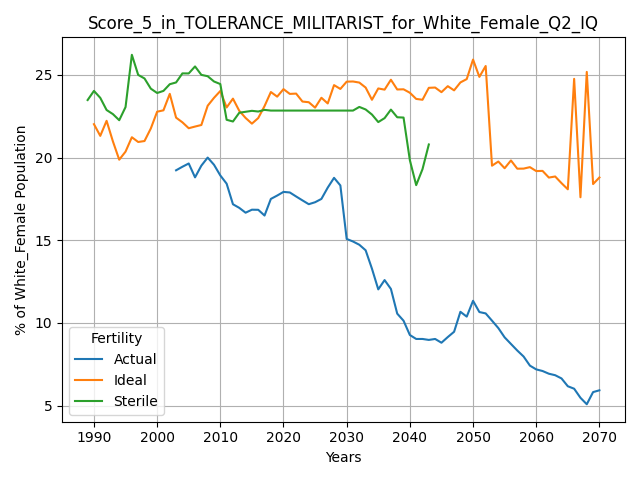 Score_5_in_TOLERANCE_MILITARIST_for_White_Female_Q2_IQ
% of White_Female Population
25
20
15
10
5
Fertility
Actual
Ideal
Sterile
1990 2000 2010 2020 2030 2040 2050 2060 2070
Years